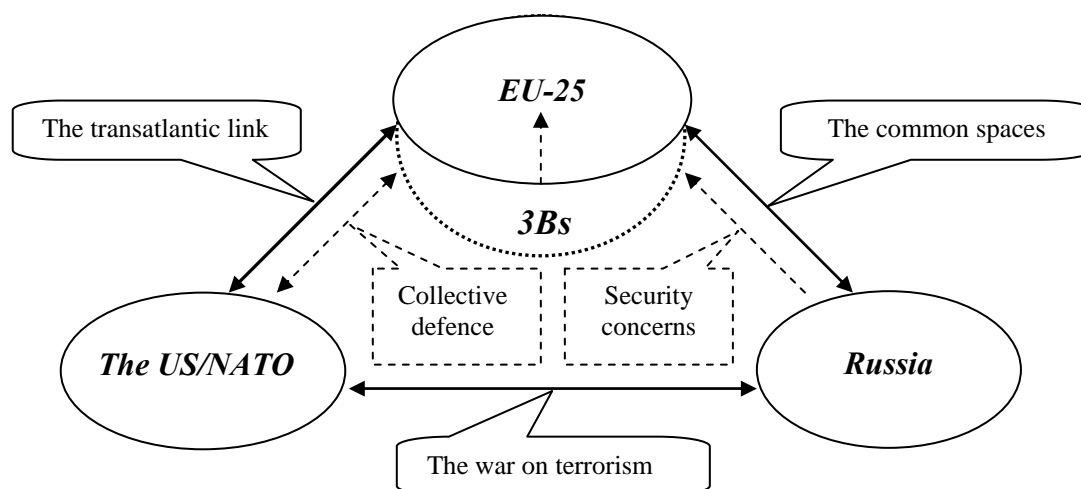 EU-25
The transatlantic link
The common spaces
3Bs
Collective
defence
Security
concerns
The US/NATO
Russia
The war on terrorism